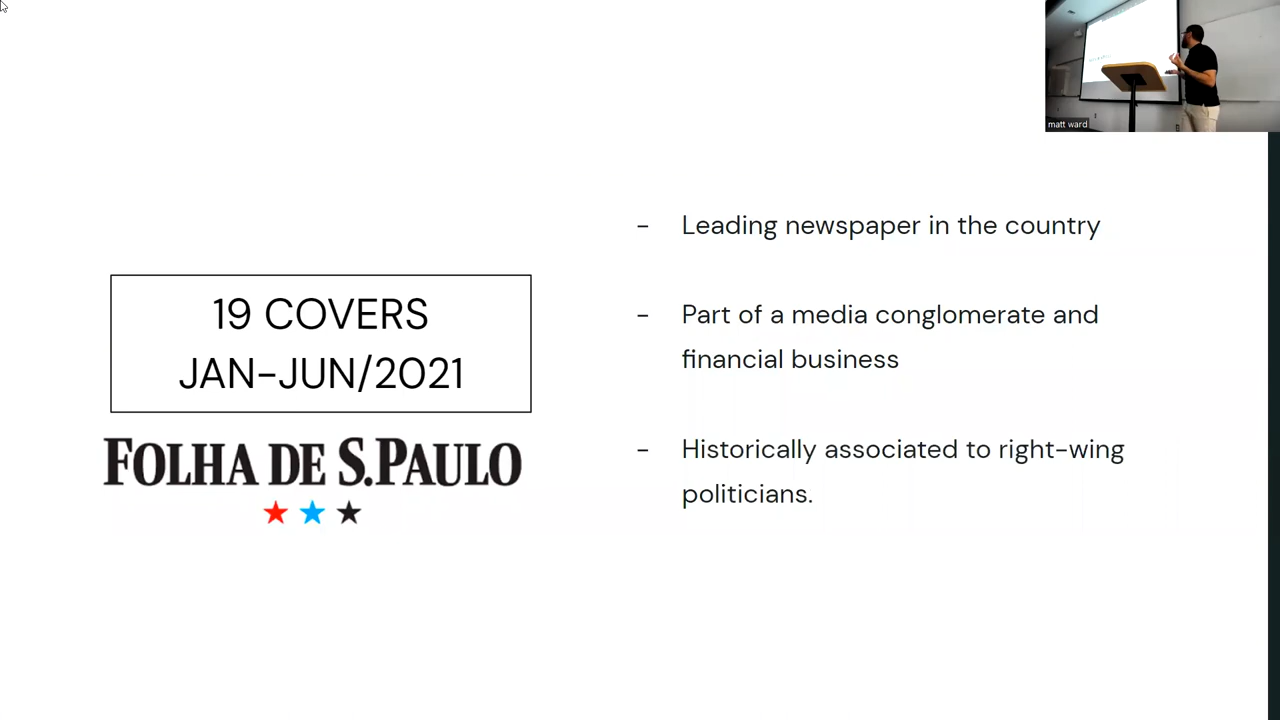 matt ward
- Leading newspaper in the country
- Part of a media conglomerate and
financial business
- Historically associated to right-wing
politicians.
19 COVERS
JAN-JUN/2021
FOLHA DE S.PAULO